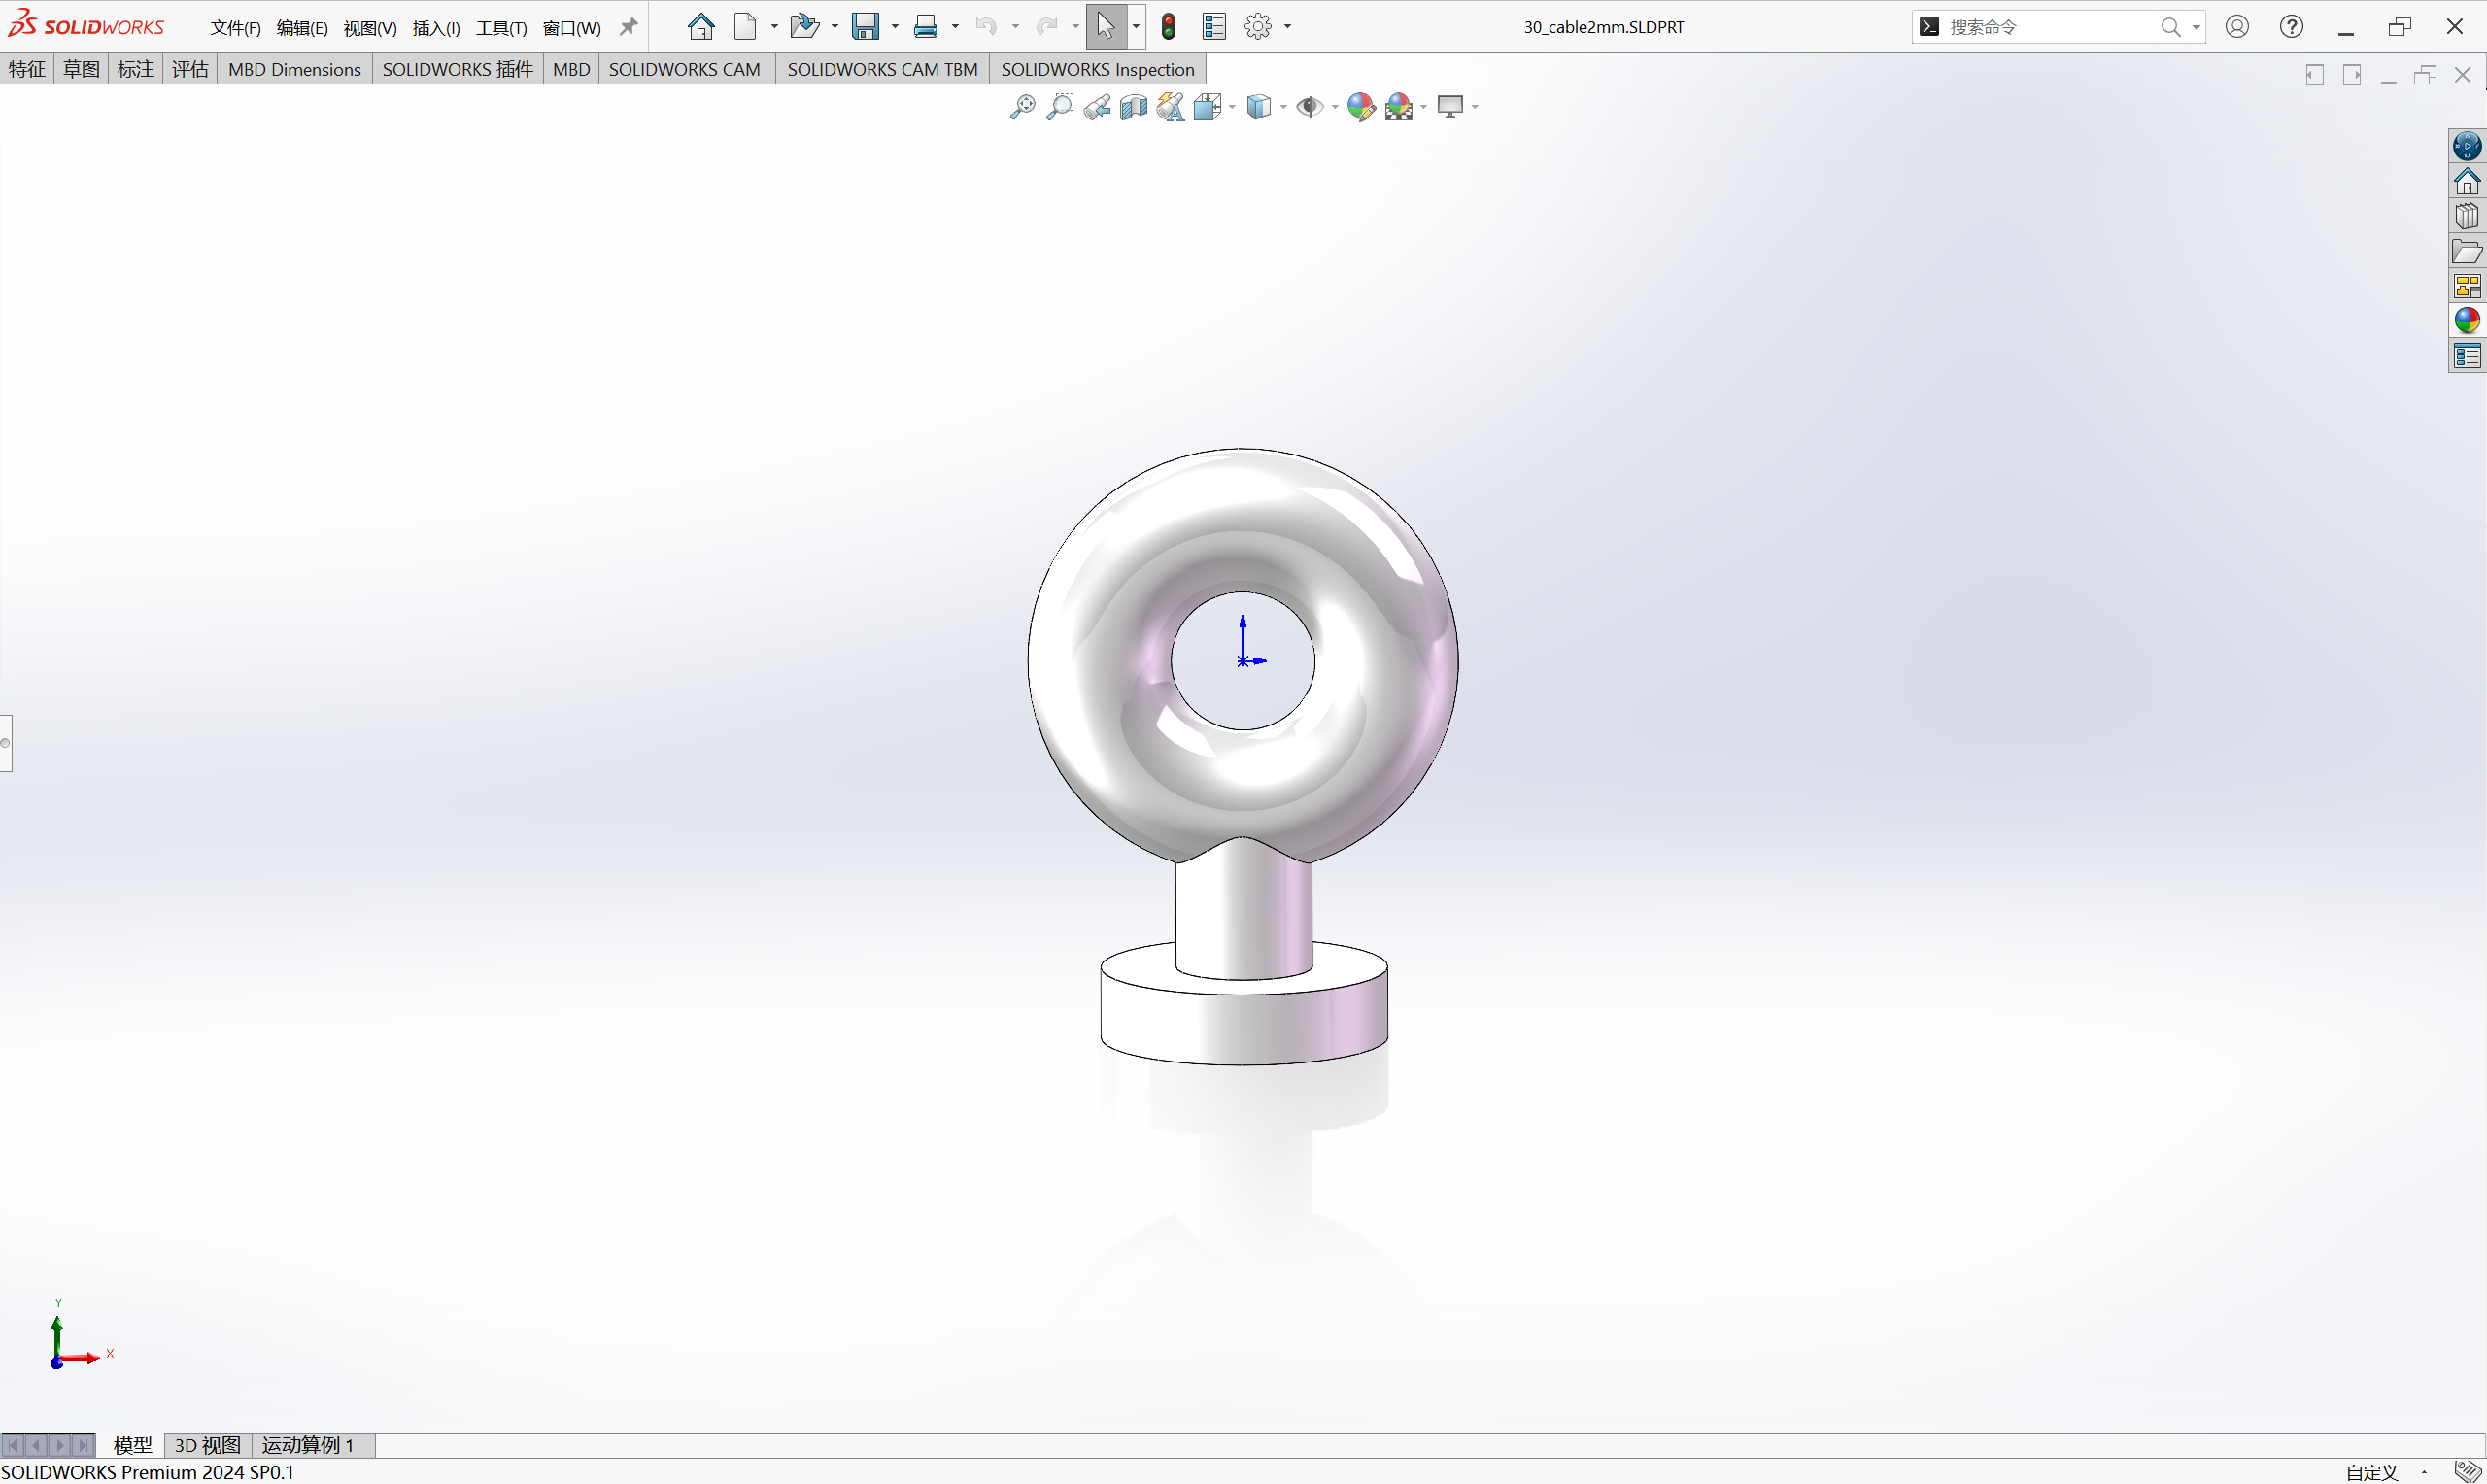 SOLIDWORKS 文件(F) 编辑(E) 视图(V) 插入(I) 工具(T) 窗口(W) 30_cable2mm.SLDPRT 搜索命令
特征 草图 标注 评估 MBD Dimensions SOLIDWORKS 插件 MBD SOLIDWORKS CAM SOLIDWORKS CAM TBM SOLIDWORKS Inspection
Y
X
模型 3D 视图 运动算例 1
SOLIDWORKS Premium 2024 SP0.1 自定义